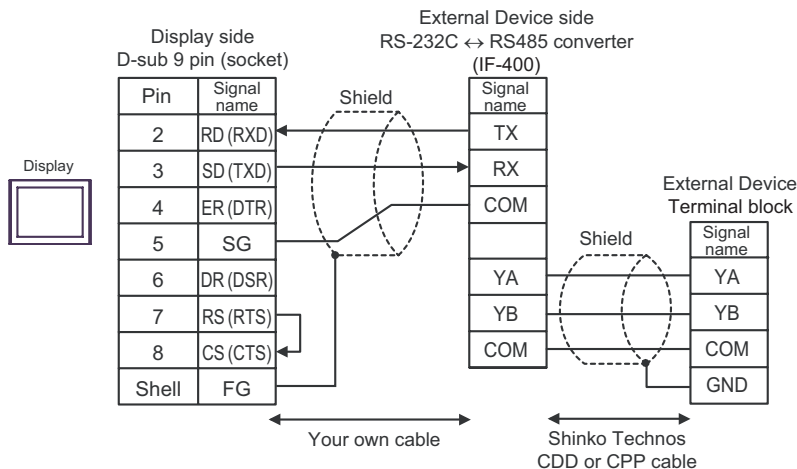 External Device side
RS-232C ↔ RS485 converter
(IF-400)
Display side
D-sub 9 pin (socket)
Pin Signal name
2 RD (RXD)
3 SD (TXD)
4 ER (DTR)
5 SG
6 DR (DSR)
7 RS (RTS)
8 CS (CTS)
Shell FG
Display
Shield
Signal name
TX
RX
COM
YA
YB
COM
Shield
External Device
Terminal block
Signal name
YA
YB
COM
GND
Your own cable
Shinko Technos
CDD or CPP cable